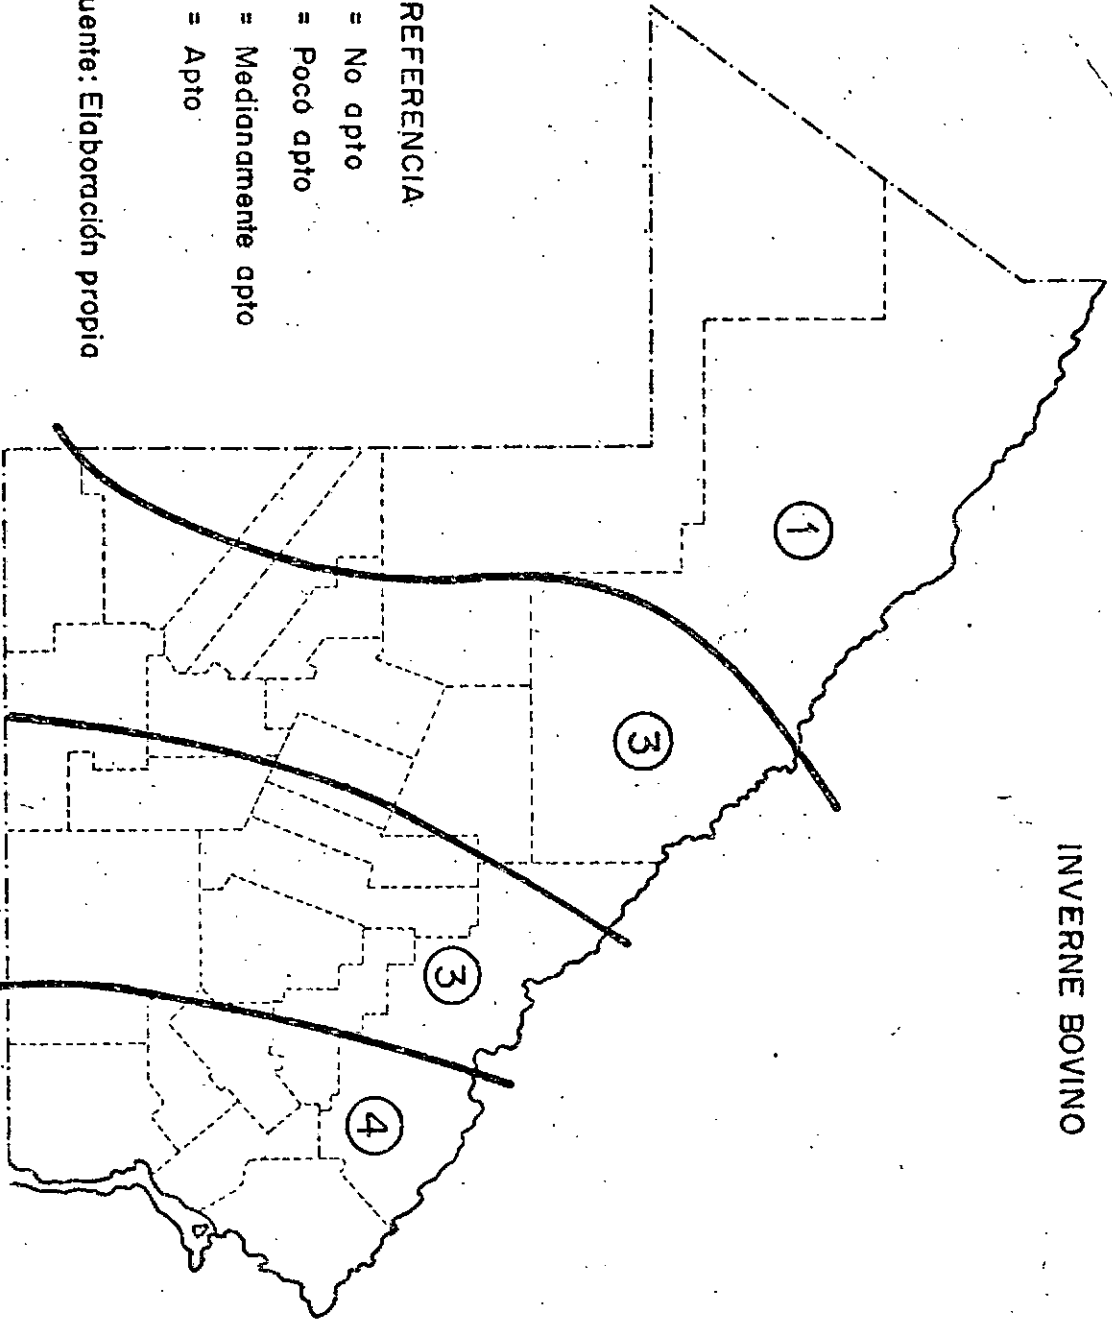 INVERNE BOVINO
1
3
3
4
REFERENCIA
= No apto
= Pocó apto
= Medianamente apto
= Apto
uente: Elaboración propia